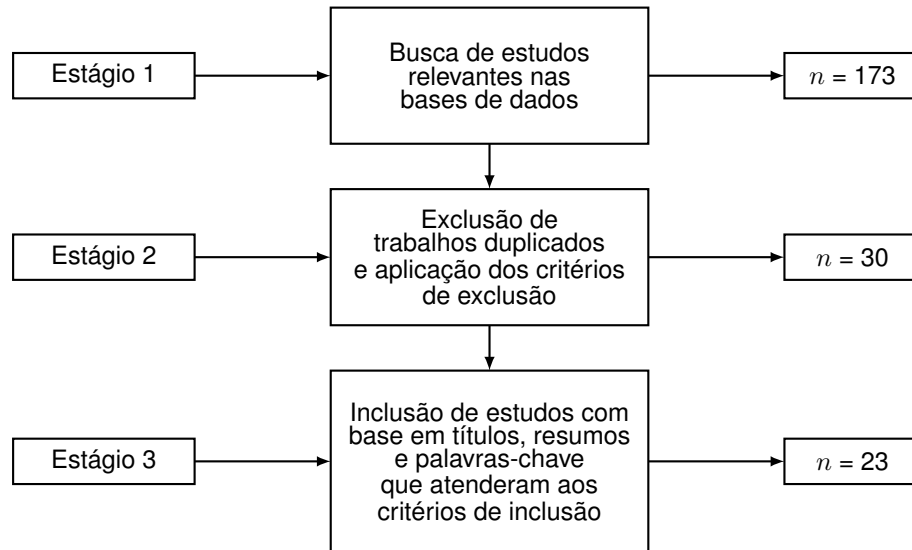 Estágio 1
Busca de estudos
relevantes nas
bases de dados
n = 173
Estágio 2
Exclusão de
trabalhos duplicados
e aplicação dos critérios
de exclusão
n = 30
Estágio 3
Inclusão de estudos com
base em títulos, resumos
e palavras-chave
que atenderam aos
critérios de inclusão
n = 23